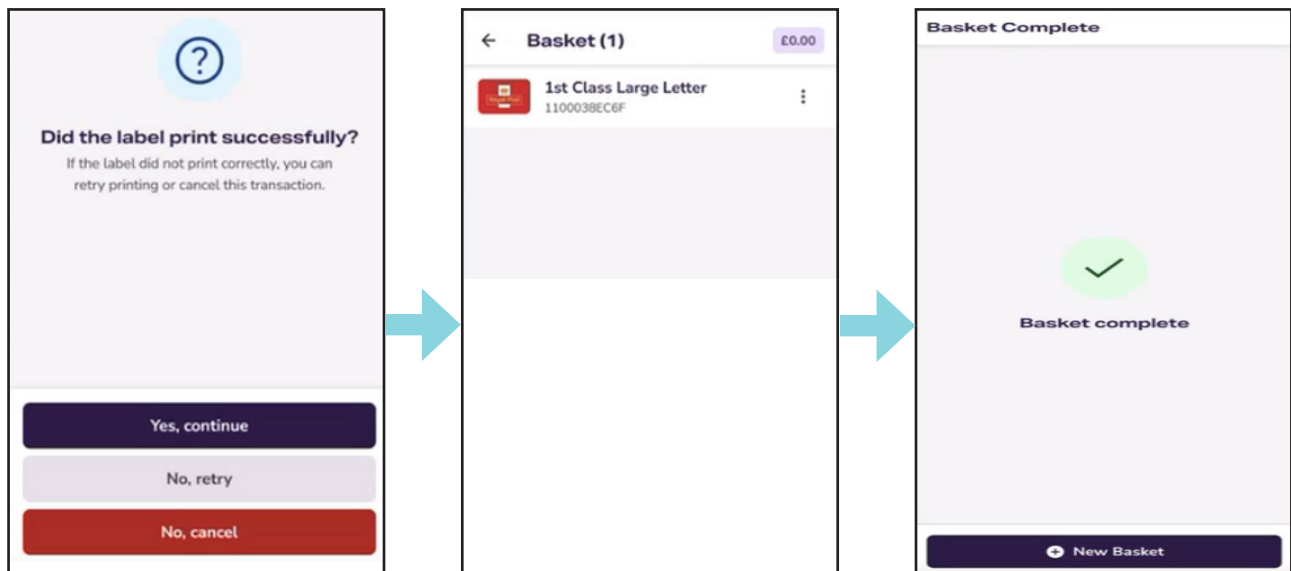 Did the label print successfully?
If the label did not print correctly, you can
retry printing or cancel this transaction.
Yes, continue
No, retry
No, cancel
Basket (1)
£0.00
1st Class Large Letter
1100038EC6F
Royal Mail
Basket Complete
Basket complete
New Basket